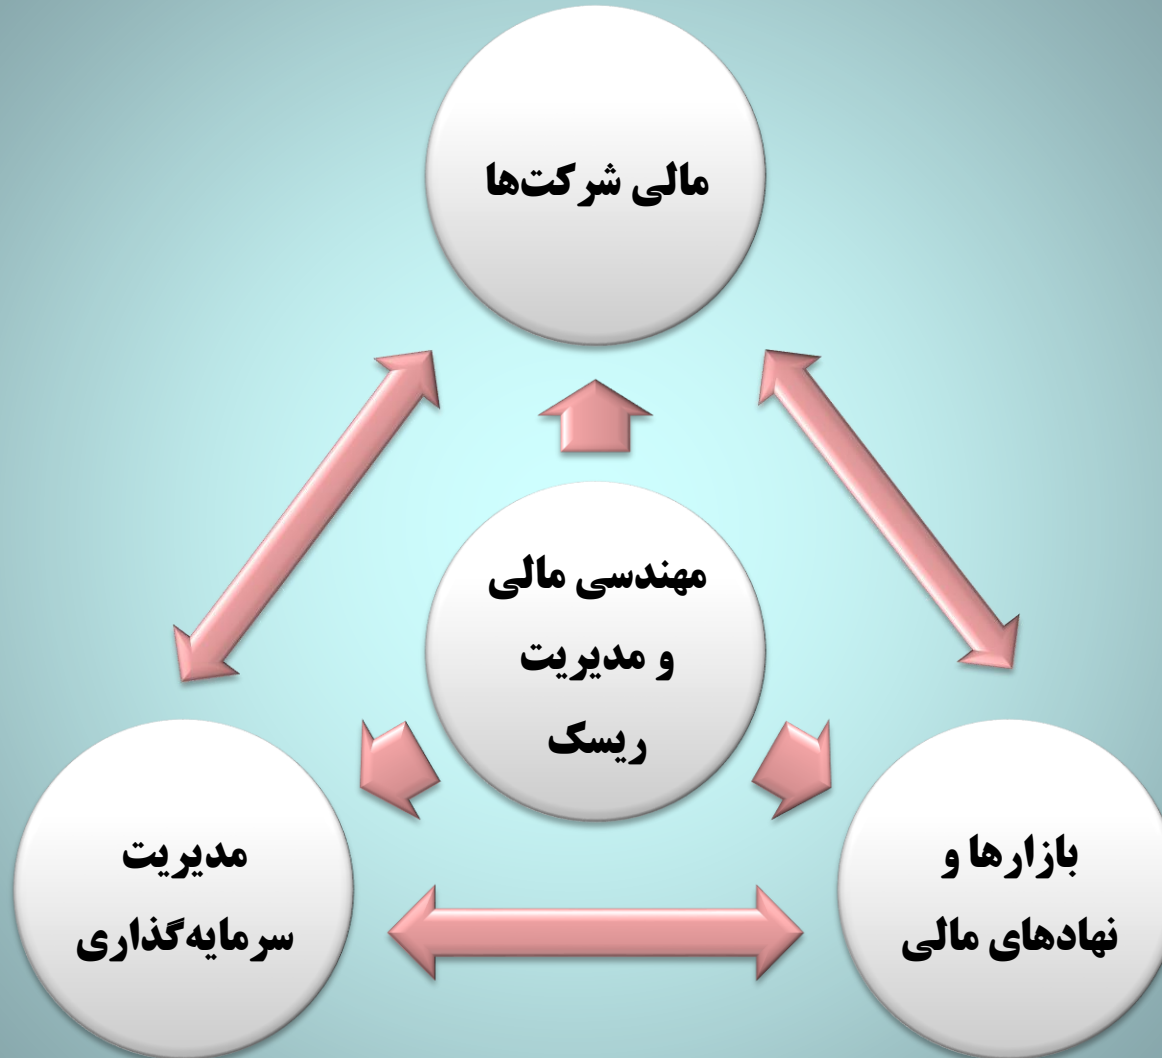 مالی شرکت‌ها
مهندسی مالی
و مدیریت
ریسک
بازارها و
نهادهای مالی
مدیریت
سرمایه‌گذاری